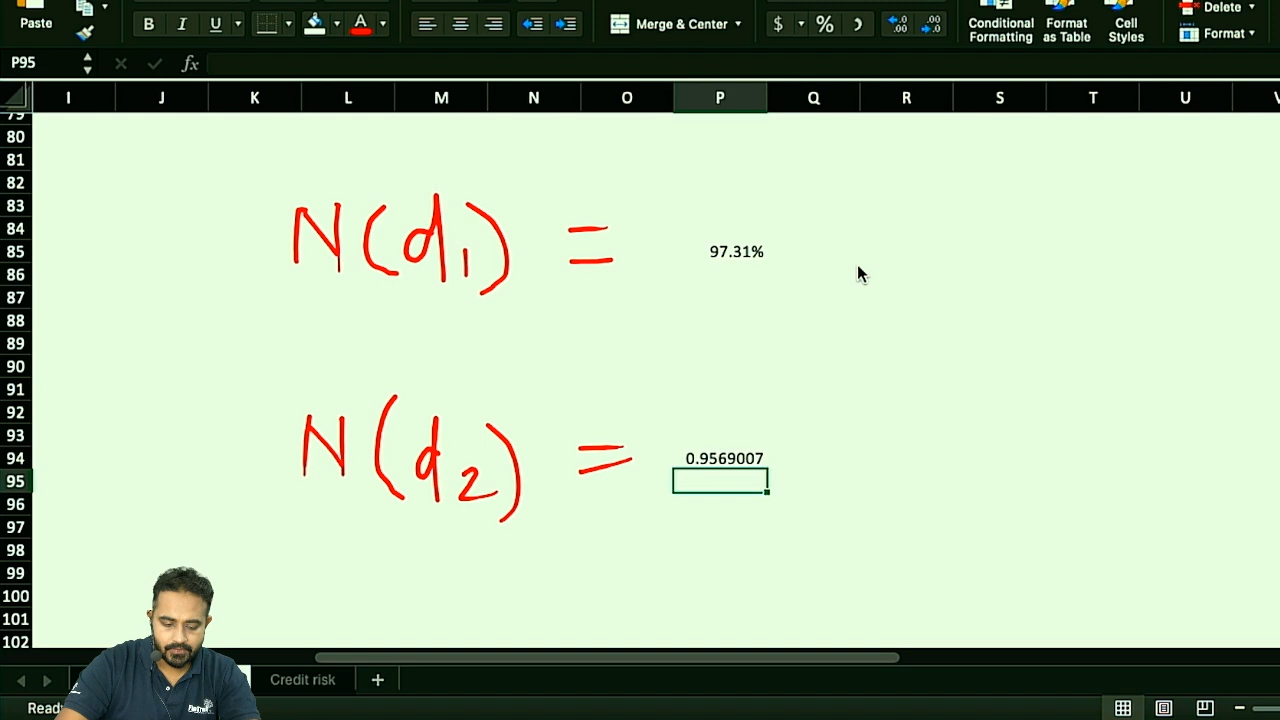 Paste
B I U A
Merge & Center
$ % ,
Conditional Formatting
Format as Table
Cell Styles
Delete
Format
P95 fx
I J K L M N O P Q R S T U V
79
80
81
82
83
84
85
86
87
88
89
90
91
92
93
94
95
96
97
98
99
100
101
102
N(d1) = 97.31%
N(d2) = 0.9569007
Credit risk +